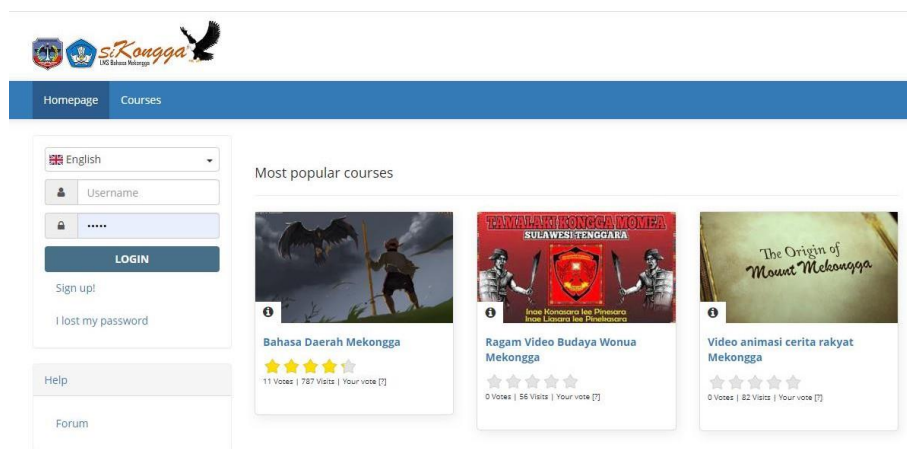 siKongga
LMS Bahasa Mekongga
Homepage
Courses
English
Username
•••••
LOGIN
Sign up!
I lost my password
Help
Forum
Most popular courses
Bahasa Daerah Mekongga
11 Votes | 787 Visits | Your vote [?]
TAMALAKI KONGGA MOMEA
SULAWESI TENGGARA
Inae Konasara Iee Pinesara
Inae Liasara Iee Pinekasara
Ragam Video Budaya Wonua
Mekongga
0 Votes | 56 Visits | Your vote [?]
The Origin of
Mount Mekongga
Video animasi cerita rakyat
Mekongga
0 Votes | 82 Visits | Your vote [?]